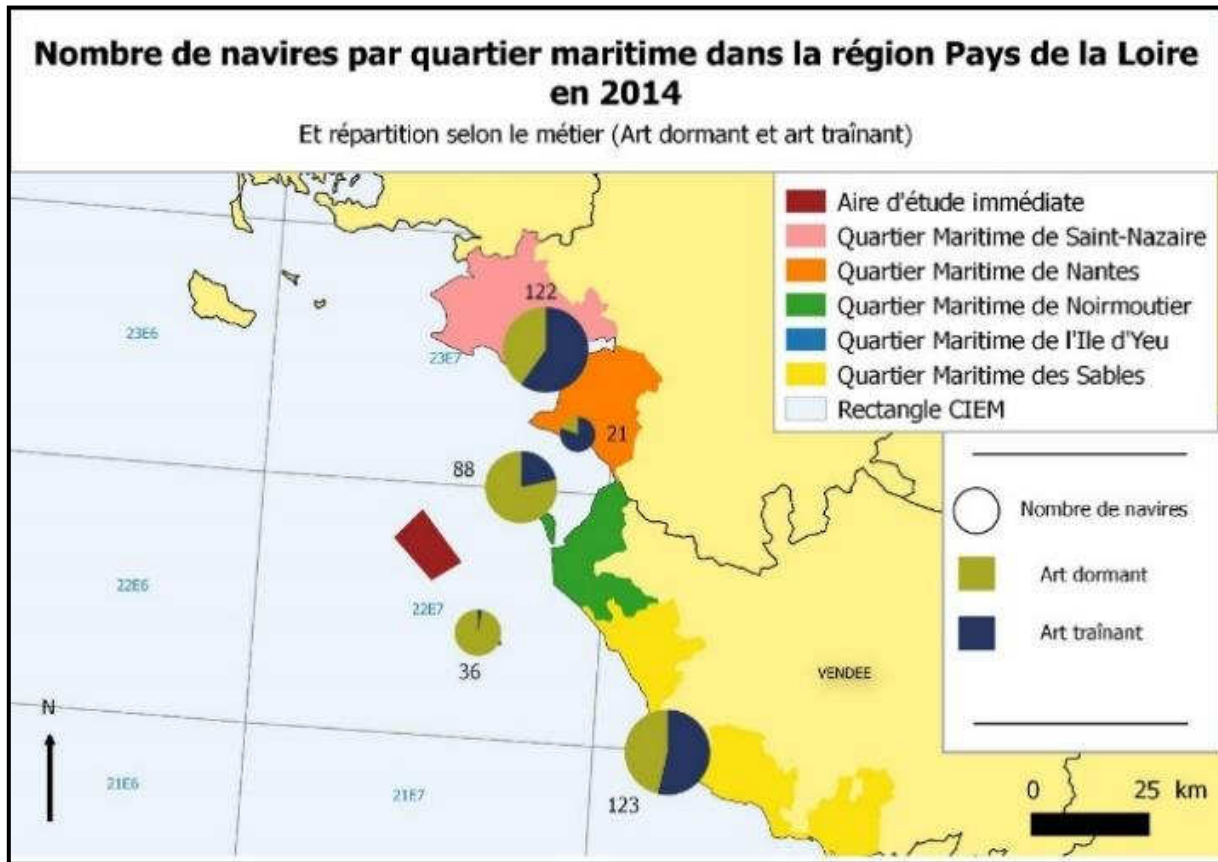 Nombre de navires par quartier maritime dans la région Pays de la Loire
en 2014
Et répartition selon le métier (Art dormant et art traînant)
Aire d'étude immédiate
Quartier Maritime de Saint-Nazaire
Quartier Maritime de Nantes
Quartier Maritime de Noirmoutier
Quartier Maritime de l'Ile d'Yeu
Quartier Maritime des Sables
Rectangle CIEM
Nombre de navires
Art dormant
Art traînant
122
23E6
23E7
21
88
22E6
22E7
36
VENDEE
N
21E6
21E7
123
0 25 km